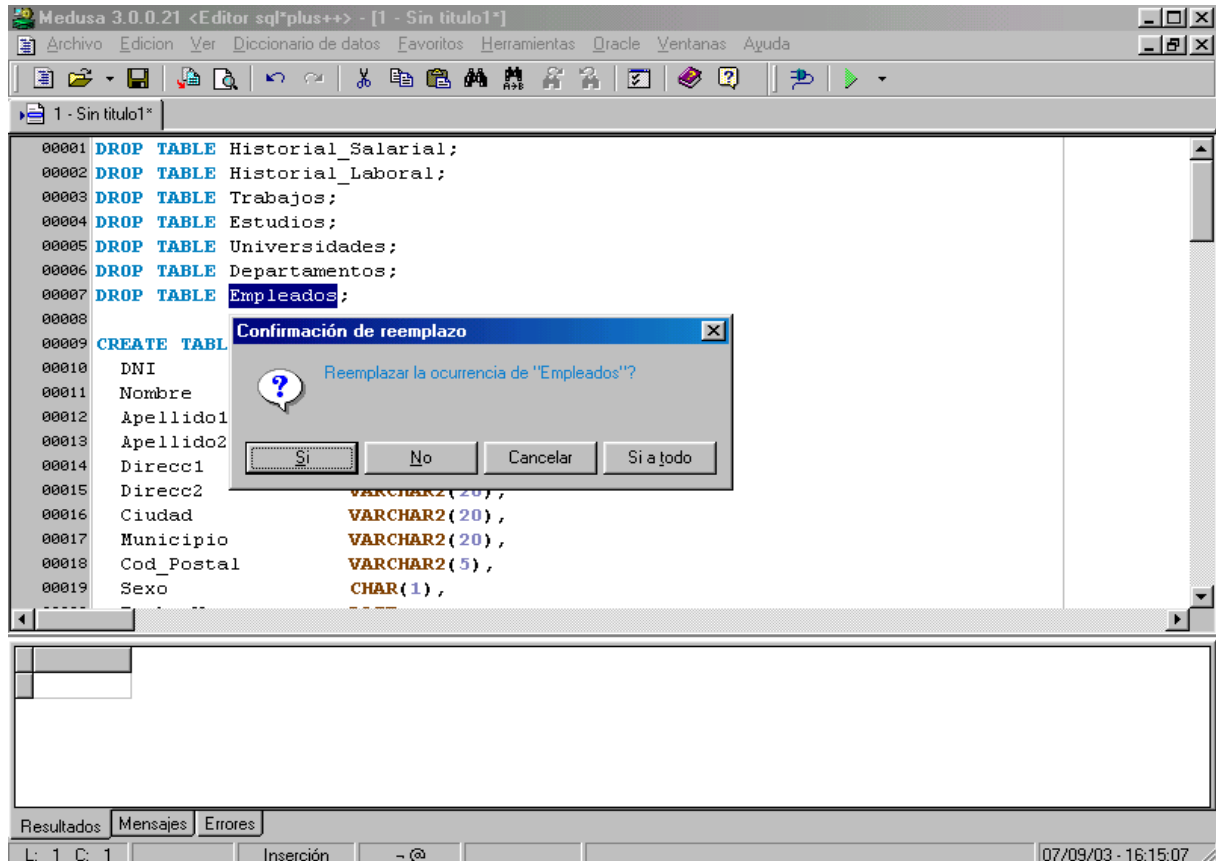 Medusa 3.0.0.21 <Editor sql*plus++> - [1 - Sin titulo1*]
Archivo Edicion Ver Diccionario de datos Favoritos Herramientas Oracle Ventanas Ayuda
1 - Sin titulo1*
00001 DROP TABLE Historial_Salarial;
00002 DROP TABLE Historial_Laboral;
00003 DROP TABLE Trabajos;
00004 DROP TABLE Estudios;
00005 DROP TABLE Universidades;
00006 DROP TABLE Departamentos;
00007 DROP TABLE Empleados;
00008
00009 CREATE TABL
00010 DNI
00011 Nombre
00012 Apellido1
00013 Apellido2
00014 Direcc1
00015 Direcc2 VARCHAR2(20),
00016 Ciudad VARCHAR2(20),
00017 Municipio VARCHAR2(20),
00018 Cod_Postal VARCHAR2(5),
00019 Sexo CHAR(1),
Confirmación de reemplazo
Reemplazar la ocurrencia de "Empleados"?
Si No Cancelar Si a todo
Resultados Mensajes Errores
L: 1 C: 1 Inserción ¬ @ 07/09/03 - 16:15:07